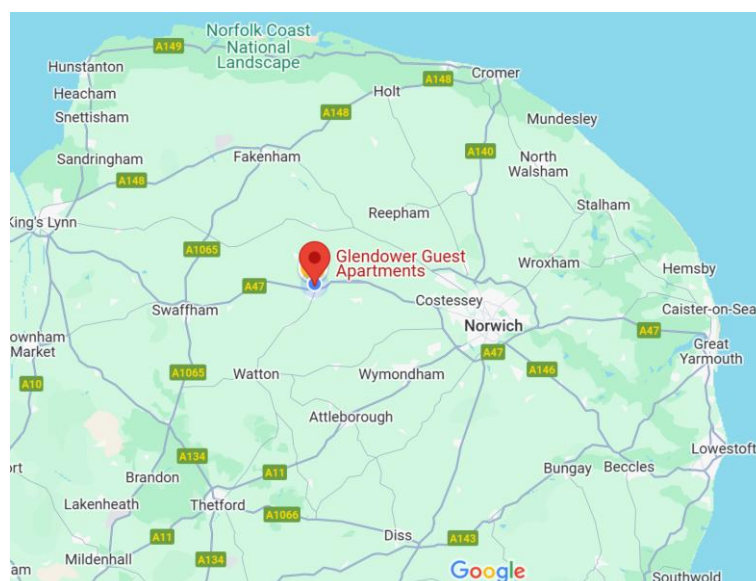 Norfolk Coast
National
Landscape
A149
Hunstanton
Cromer
A148
Holt
Heacham
Snettisham
A148
Mundesley
Sandringham
Fakenham
A140
North
Walsham
A148
Stalham
Reepham
King's Lynn
A1065
Glendower Guest
Apartments
Wroxham
Hemsby
A47
Costessey
Caister-on-Sea
Swaffham
Norwich
A47
ownham
Market
Great
Yarmouth
A47
A10
A1065
Watton
Wymondham
A146
Attleborough
Lowestoft
A134
A11
Bungay
Beccles
ort
Brandon
Lakenheath
Thetford
A1066
A11
Diss
A143
Mildenhall
A134
am
Google
Southwold